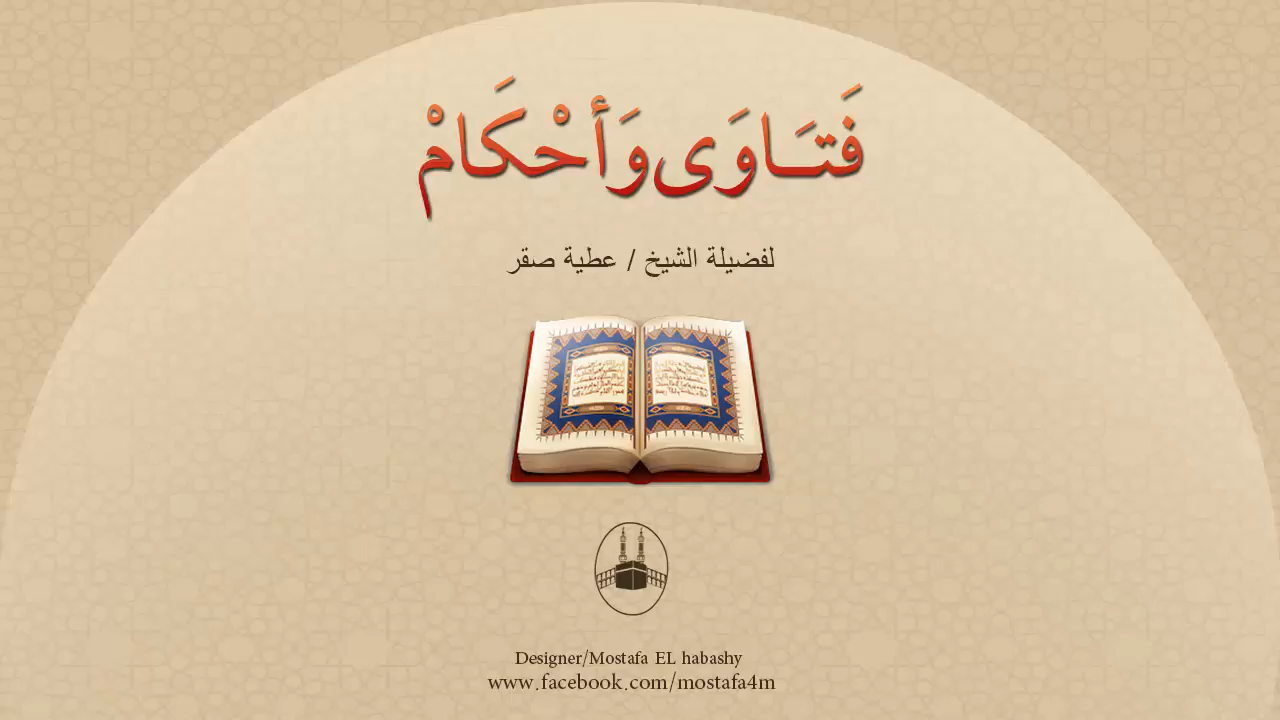 فَتَـاوَى وَأَحْكَامْ
لفضيلة الشيخ / عطية صقر
Designer/Mostafa EL habashy
www.facebook.com/mostafa4m